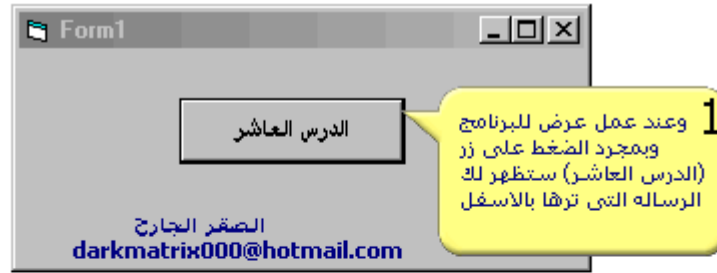 Form1
الدرس العاشر
1
وعند عمل عرض للبرنامج
وبمجرد الضغط على زر
(الدرس العاشر) ستظهر لك
الرساله التى ترها بالاسفل
الصقر الجارح
darkmatrix000@hotmail.com